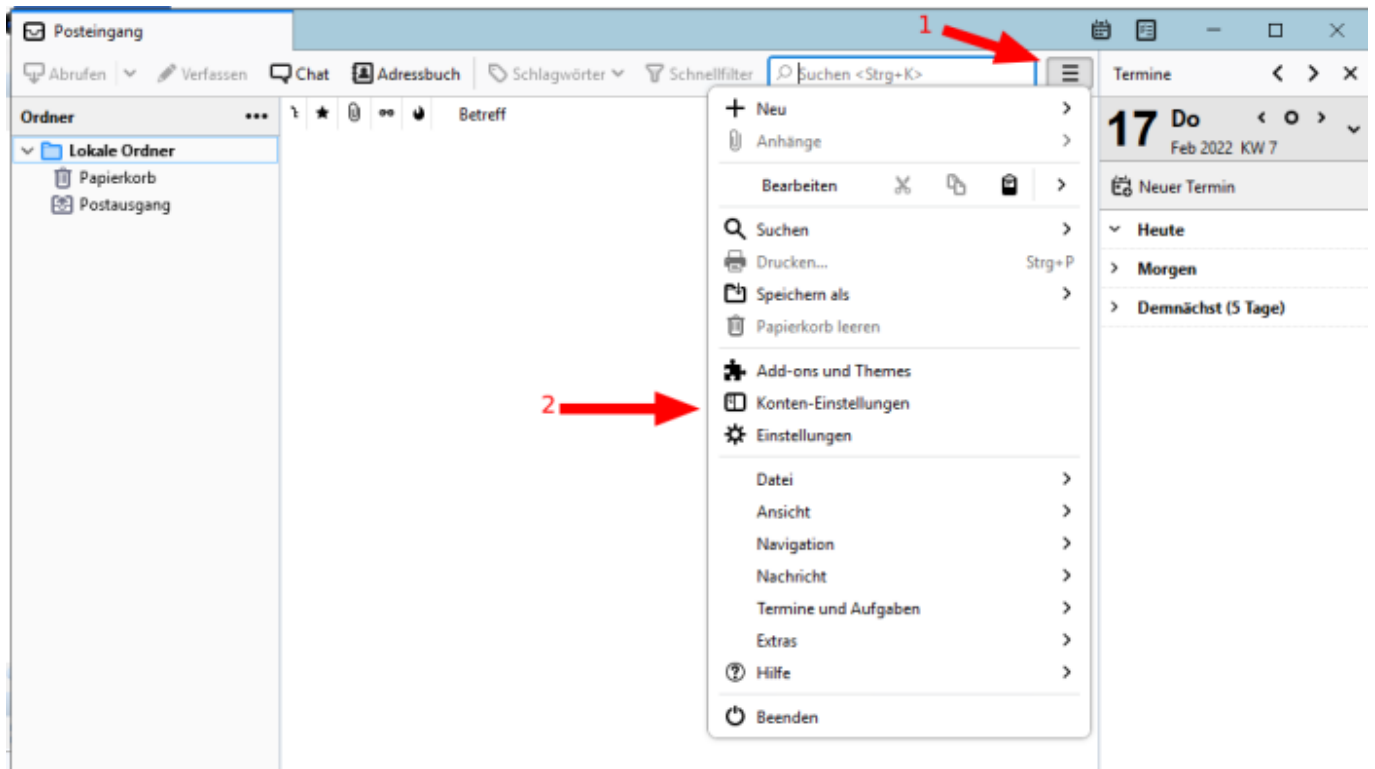 Posteingang
1
Abrufen Verfassen Chat Adressbuch Schlagwörter Schnellfilter Suchen <Strg+K>
Termine
Ordner
Betreff
Lokale Ordner
Papierkorb
Postausgang
Neu
Anhänge
Bearbeiten
Suchen
Drucken... Strg+P
Speichern als
Papierkorb leeren
Add-ons und Themes
2 Konten-Einstellungen
Einstellungen
Datei
Ansicht
Navigation
Nachricht
Termine und Aufgaben
Extras
Hilfe
Beenden
17 Do
Feb 2022 KW 7
Neuer Termin
Heute
Morgen
Demnächst (5 Tage)